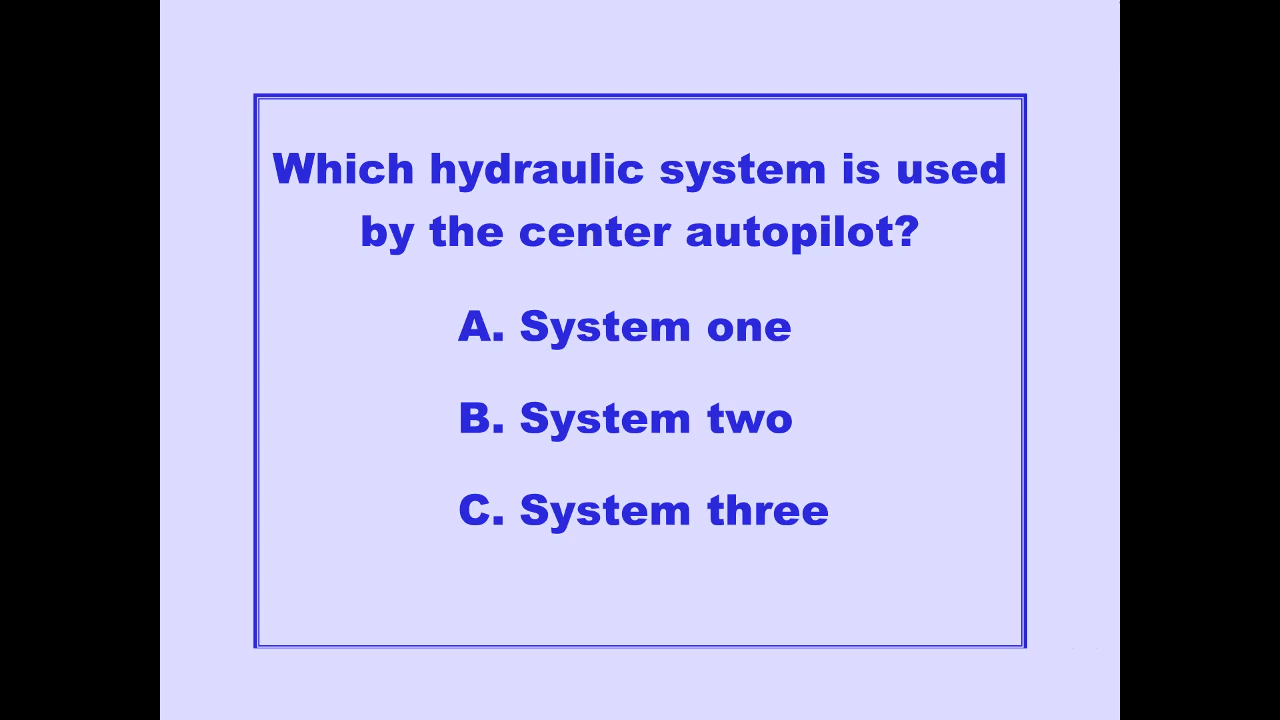 Which hydraulic system is used
by the center autopilot?
A. System one
B. System two
C. System three